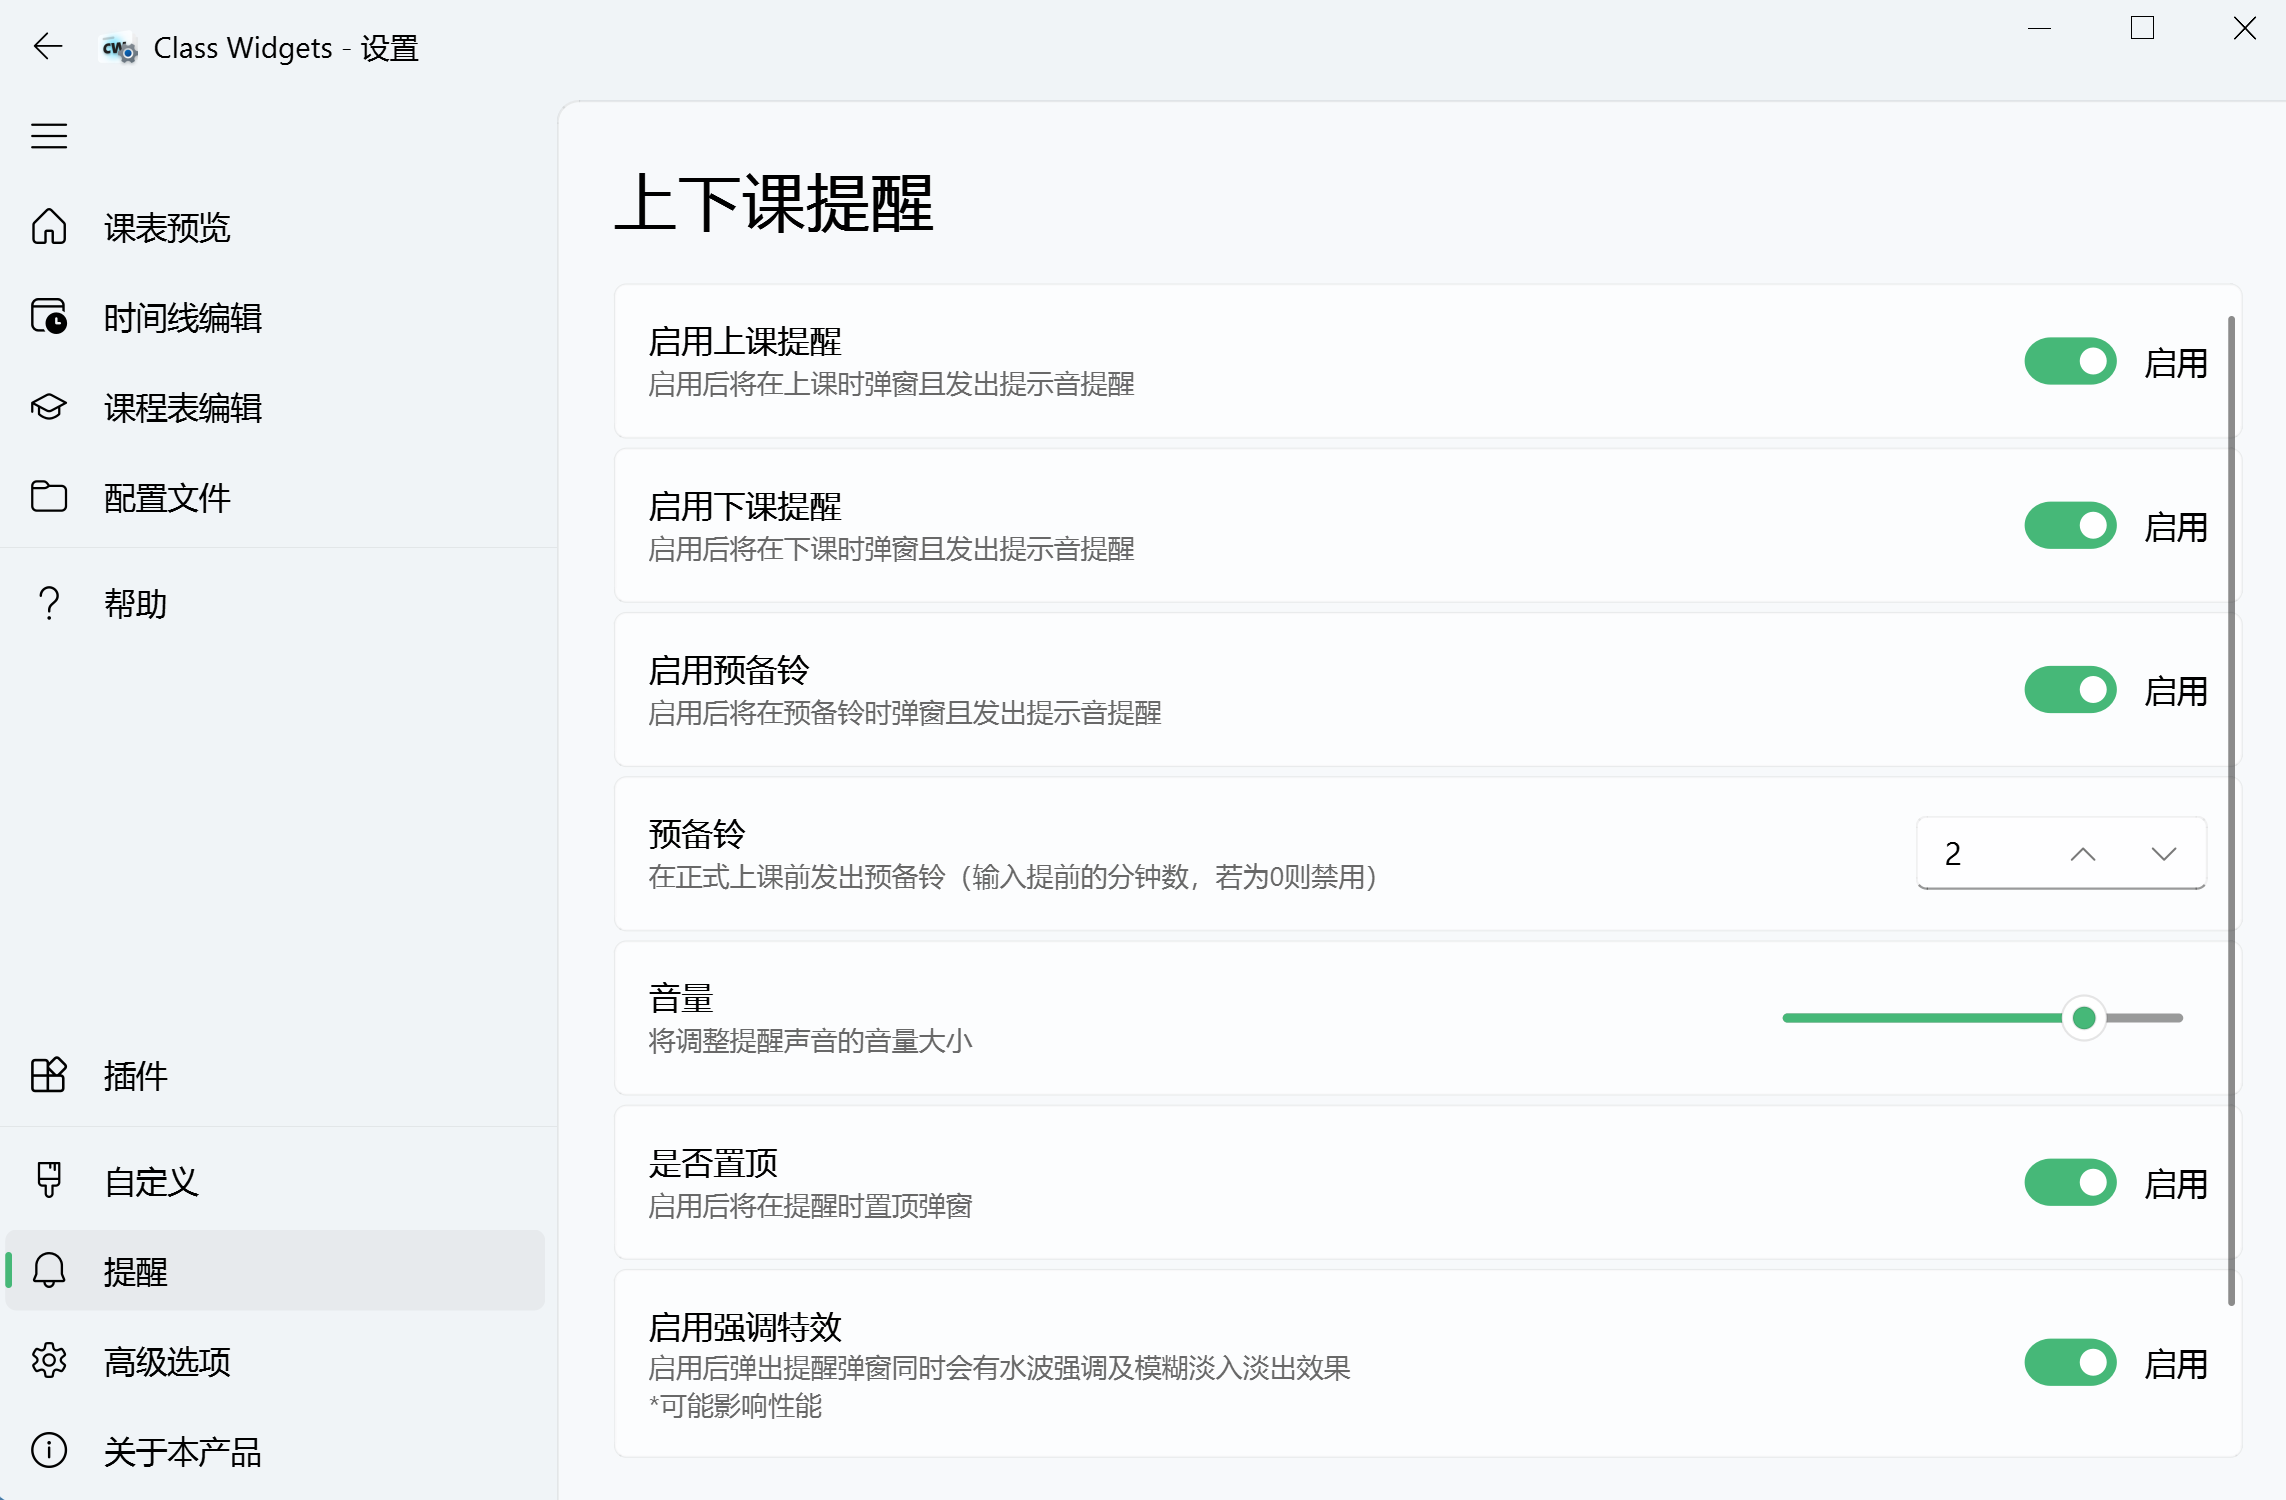 Class Widgets - 设置
课表预览
时间线编辑
课程表编辑
配置文件
帮助
插件
自定义
提醒
高级选项
关于本产品
上下课提醒
启用上课提醒
启用后将在上课时弹窗且发出提示音提醒
启用
启用下课提醒
启用后将在下课时弹窗且发出提示音提醒
启用
启用预备铃
启用后将在预备铃时弹窗且发出提示音提醒
启用
预备铃
在正式上课前发出预备铃（输入提前的分钟数，若为0则禁用）
2
音量
将调整提醒声音的音量大小
是否置顶
启用后将在提醒时置顶弹窗
启用
启用强调特效
启用后弹出提醒弹窗同时会有水波强调及模糊淡入淡出效果
*可能影响性能
启用